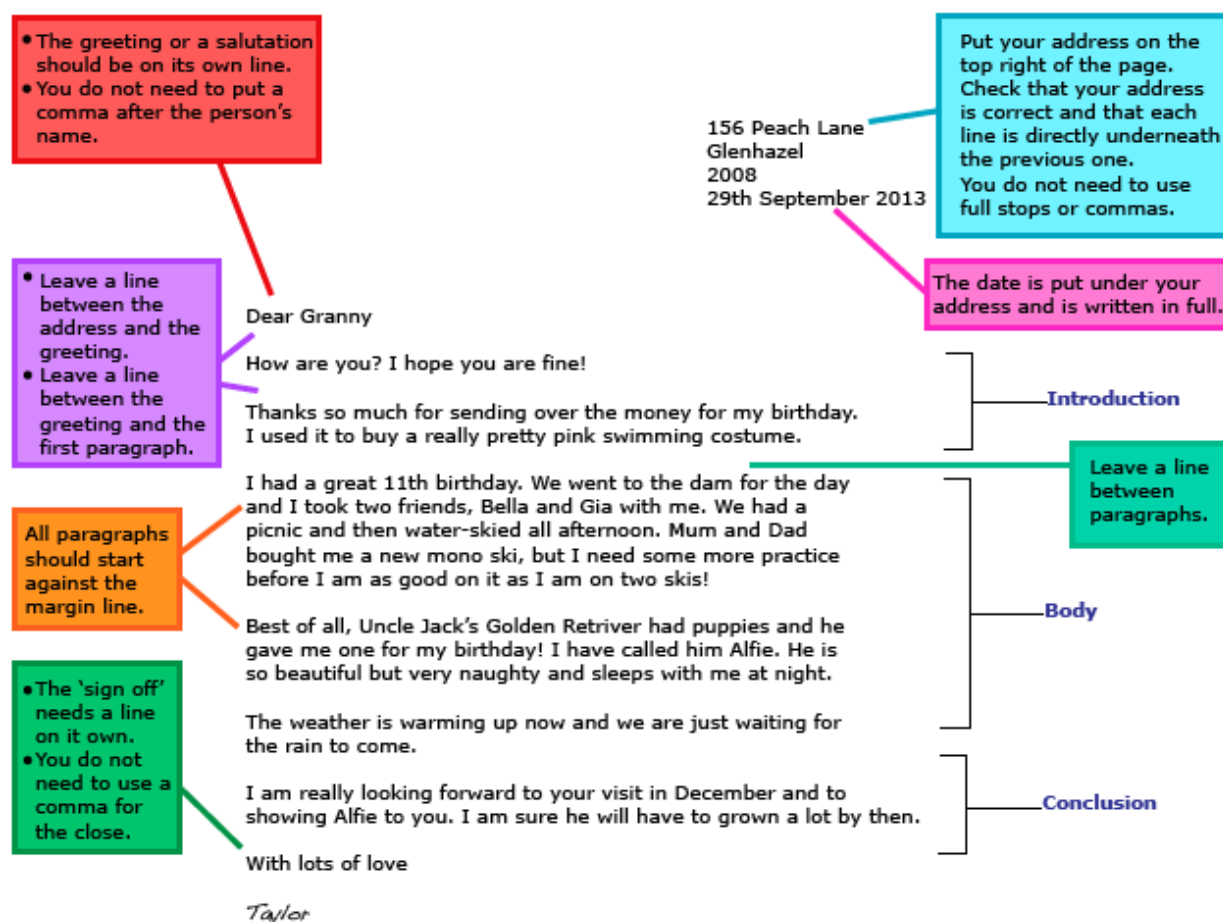 • The greeting or a salutation
should be on its own line.
• You do not need to put a
comma after the person's
name.
Put your address on the
top right of the page.
Check that your address
is correct and that each
line is directly underneath
the previous one.
You do not need to use
full stops or commas.
156 Peach Lane
Glenhazel
2008
29th September 2013
The date is put under your
address and is written in full.
• Leave a line
between the
address and the
greeting.
• Leave a line
between the
greeting and the
first paragraph.
Dear Granny
How are you? I hope you are fine!
Thanks so much for sending over the money for my birthday.
I used it to buy a really pretty pink swimming costume.
Introduction
Leave a line
between
paragraphs.
I had a great 11th birthday. We went to the dam for the day
and I took two friends, Bella and Gia with me. We had a
picnic and then water-skied all afternoon. Mum and Dad
bought me a new mono ski, but I need some more practice
before I am as good on it as I am on two skis!
All paragraphs
should start
against the
margin line.
Best of all, Uncle Jack's Golden Retriver had puppies and he
gave me one for my birthday! I have called him Alfie. He is
so beautiful but very naughty and sleeps with me at night.
Body
The weather is warming up now and we are just waiting for
the rain to come.
• The 'sign off'
needs a line
on it own.
• You do not
need to use a
comma for
the close.
I am really looking forward to your visit in December and to
showing Alfie to you. I am sure he will have to grown a lot by then.
Conclusion
With lots of love
Taylor